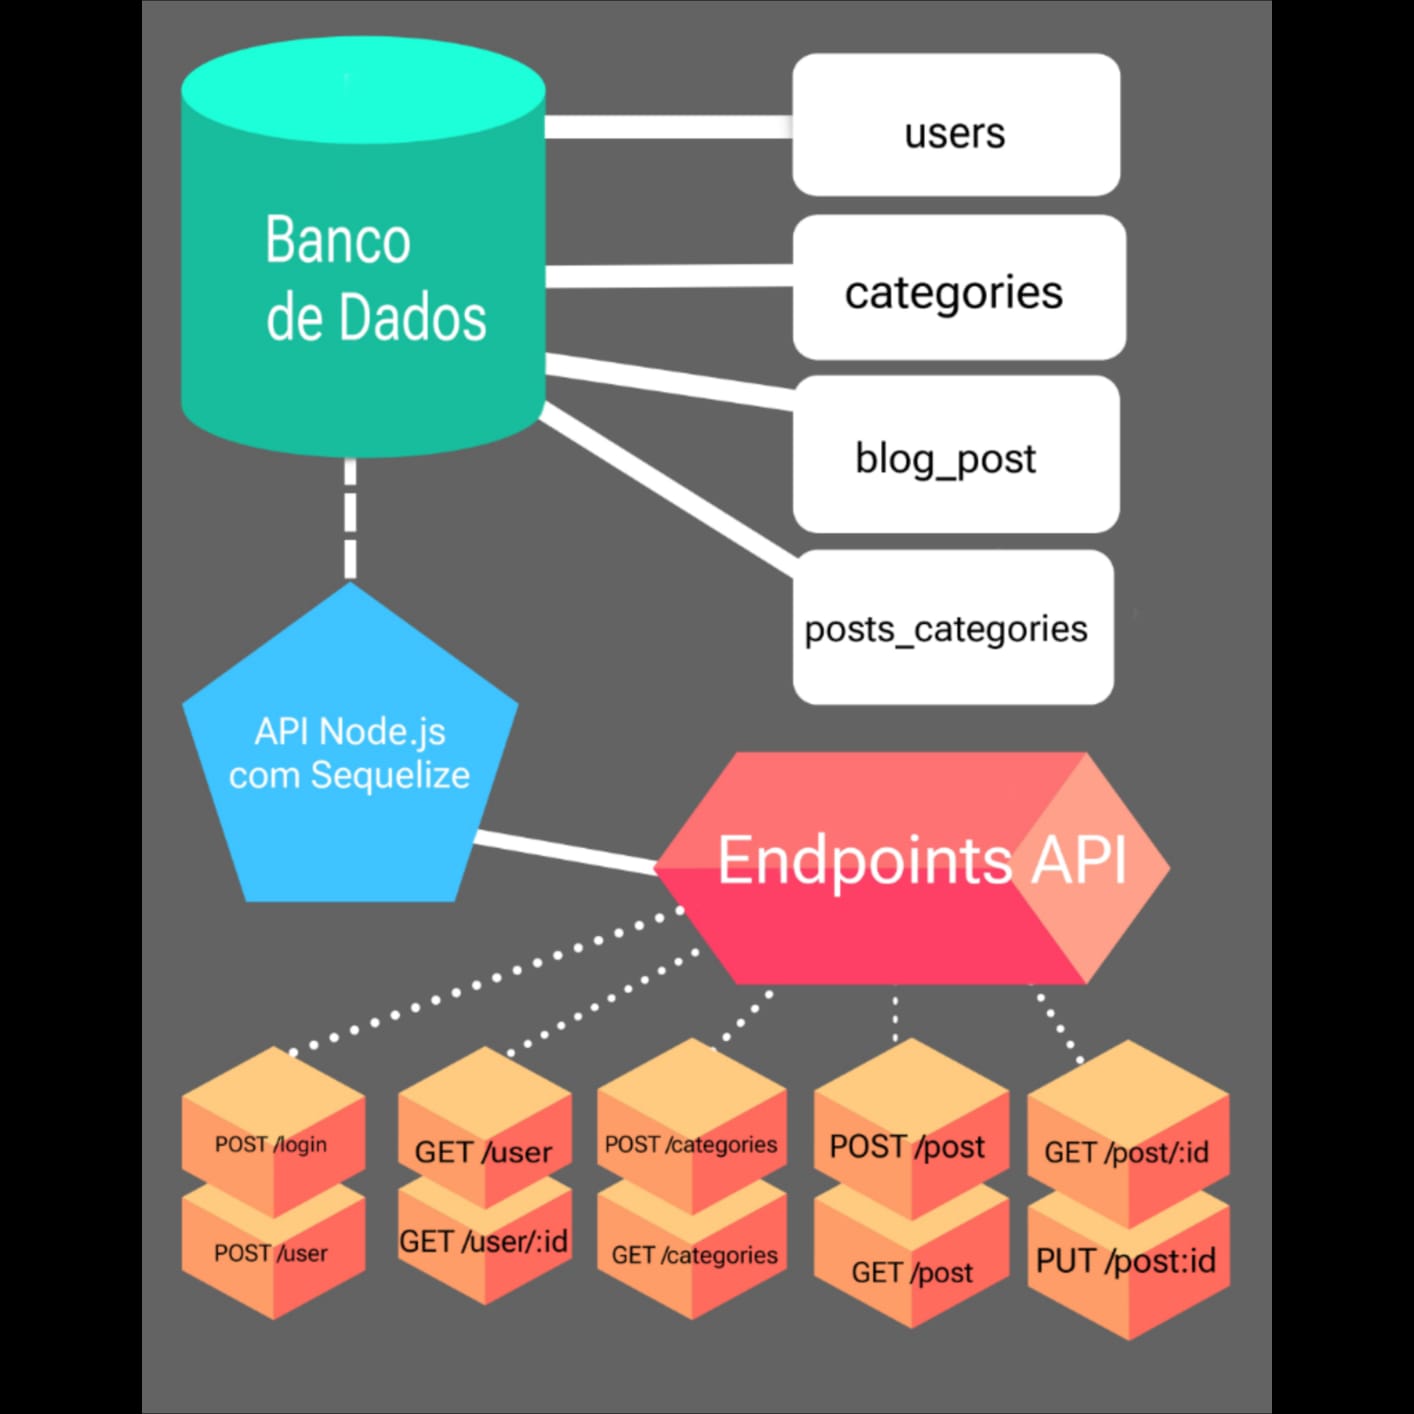 Banco
de Dados
users
categories
blog_post
posts_categories
API Node.js
com Sequelize
Endpoints API
POST /login
POST /user
GET /user
GET /user/:id
POST /categories
GET /categories
POST /post
GET /post
GET /post/:id
PUT /post:id